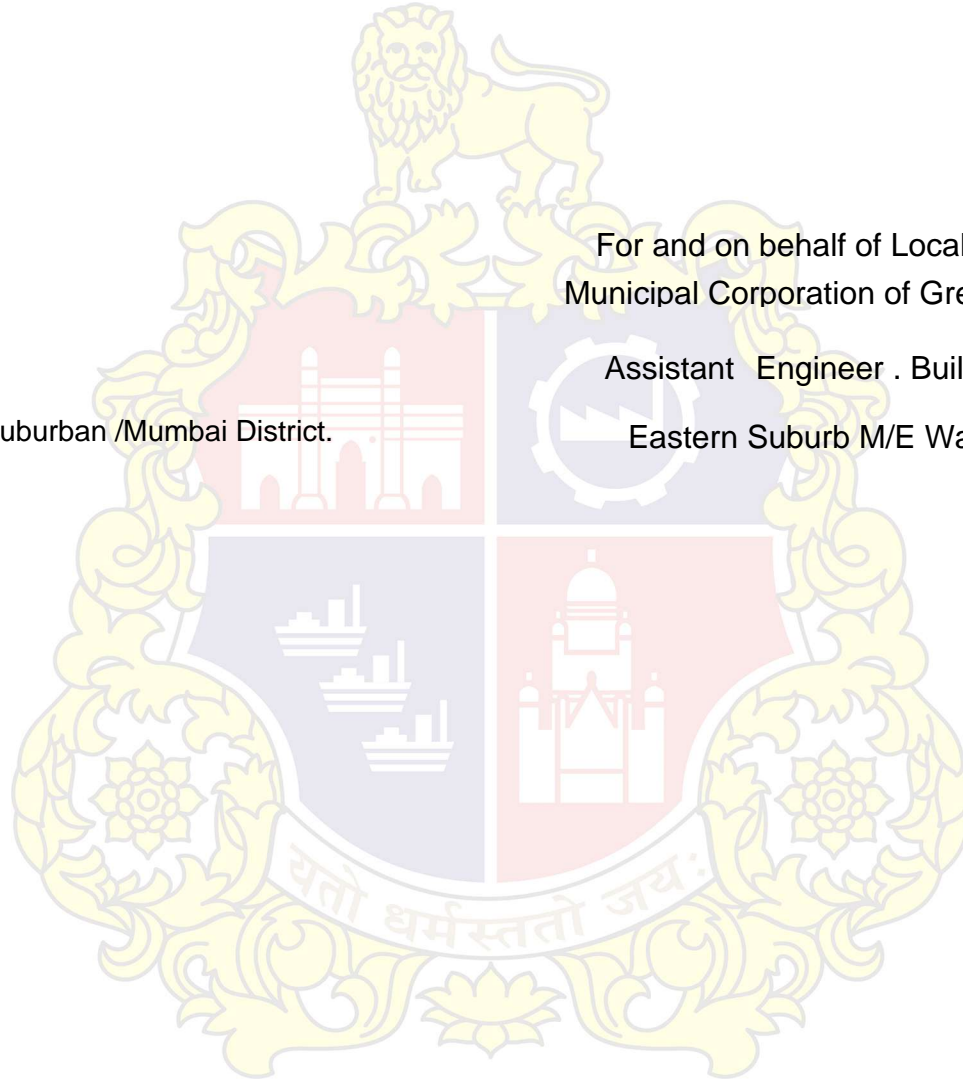 For and on behalf of Local
Municipal Corporation of Gre
Assistant Engineer . Buil
uburban /Mumbai District.
Eastern Suburb M/E Wa
यतो धर्मस्ततो जय: